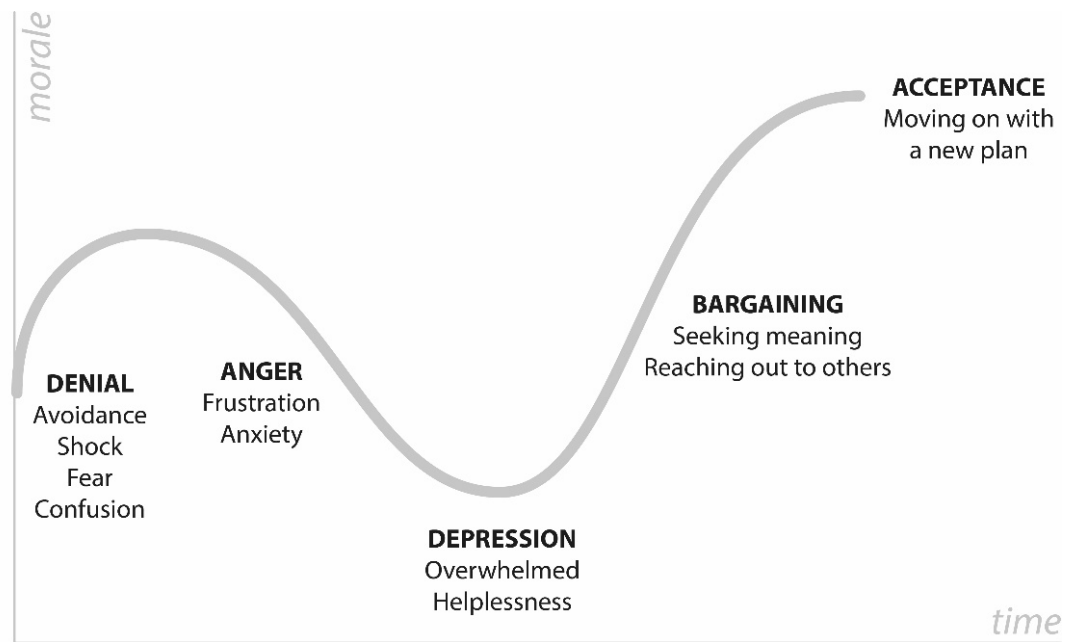 morale
DENIAL
Avoidance
Shock
Fear
Confusion
ANGER
Frustration
Anxiety
DEPRESSION
Overwhelmed
Helplessness
BARGAINING
Seeking meaning
Reaching out to others
ACCEPTANCE
Moving on with
a new plan
time